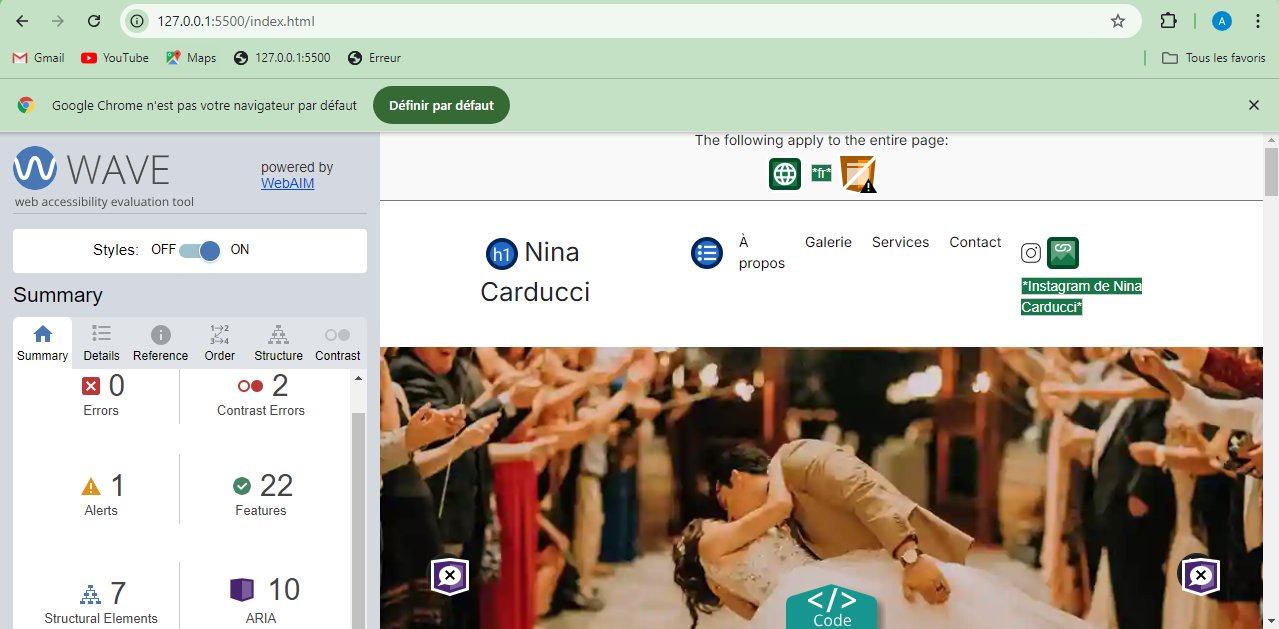 127.0.0.1:5500/index.html
A
Gmail
YouTube
Maps
127.0.0.1:5500
Erreur
Tous les favoris
Google Chrome n'est pas votre navigateur par défaut
Définir par défaut
WAVE
web accessibility evaluation tool
powered by
WebAIM
Styles: OFF ON
Summary
Summary
Details
Reference
1→2
3→4
Order
Structure
Contrast
0
Errors
2
Contrast Errors
1
Alerts
22
Features
7
Structural Elements
10
ARIA
The following apply to the entire page:
*fr*
h1 Nina
Carducci
À
propos
Galerie
Services
Contact
*Instagram de Nina
Carducci*
</>
Code